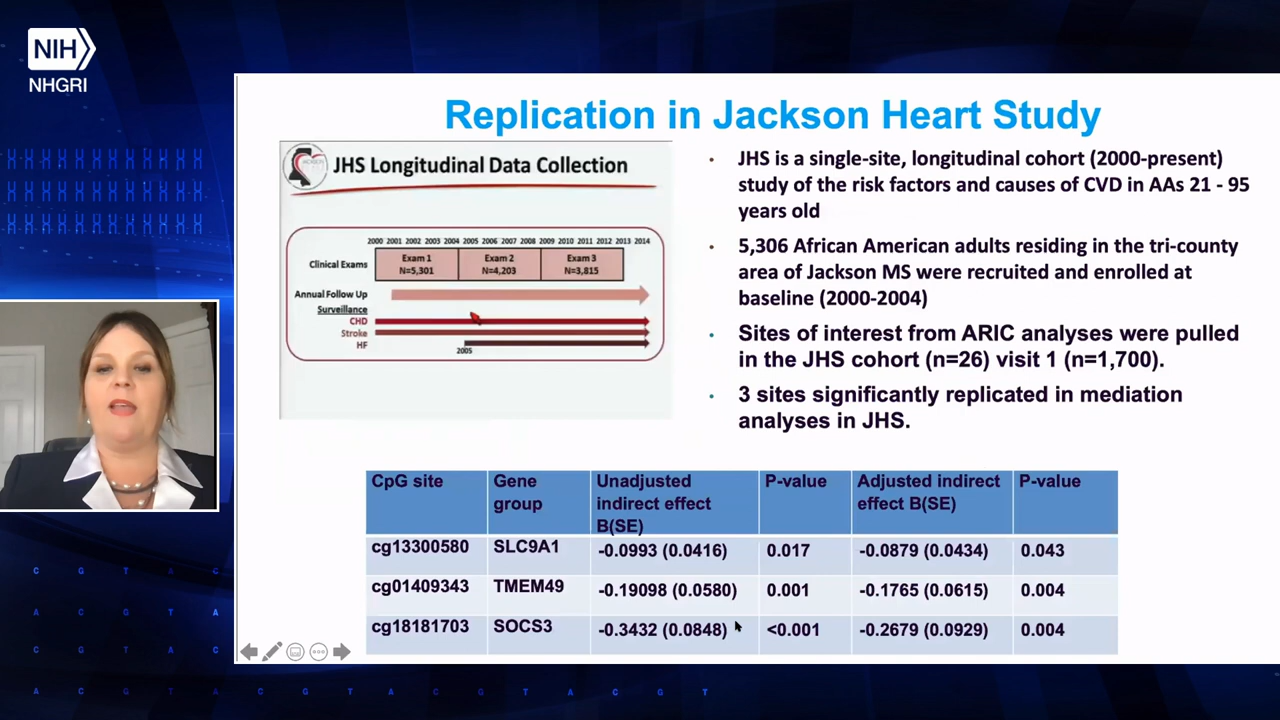 NIH
NHGRI
Replication in Jackson Heart Study
JHS Longitudinal Data Collection
2000 2001 2002 2003 2004 2005 2006 2007 2008 2009 2010 2011 2012 2013 2014
Clinical Exams
Exam 1
N=5,301
Exam 2
N=4,203
Exam 3
N=3,815
Annual Follow Up
Surveillance
CHD
Stroke
HF
2005
• JHS is a single-site, longitudinal cohort (2000-present)
study of the risk factors and causes of CVD in AAs 21 - 95
years old
• 5,306 African American adults residing in the tri-county
area of Jackson MS were recruited and enrolled at
baseline (2000-2004)
• Sites of interest from ARIC analyses were pulled
in the JHS cohort (n=26) visit 1 (n=1,700).
• 3 sites significantly replicated in mediation
analyses in JHS.
CpG site
Gene
group
Unadjusted
indirect effect
B(SE)
P-value
Adjusted indirect
effect B(SE)
P-value
cg13300580 SLC9A1 -0.0993 (0.0416) 0.017 -0.0879 (0.0434) 0.043
cg01409343 TMEM49 -0.19098 (0.0580) 0.001 -0.1765 (0.0615) 0.004
cg18181703 SOCS3 -0.3432 (0.0848) <0.001 -0.2679 (0.0929) 0.004
C G T A C
A C G T A
C G T A C
A C G T A C G T A C G T A C G T